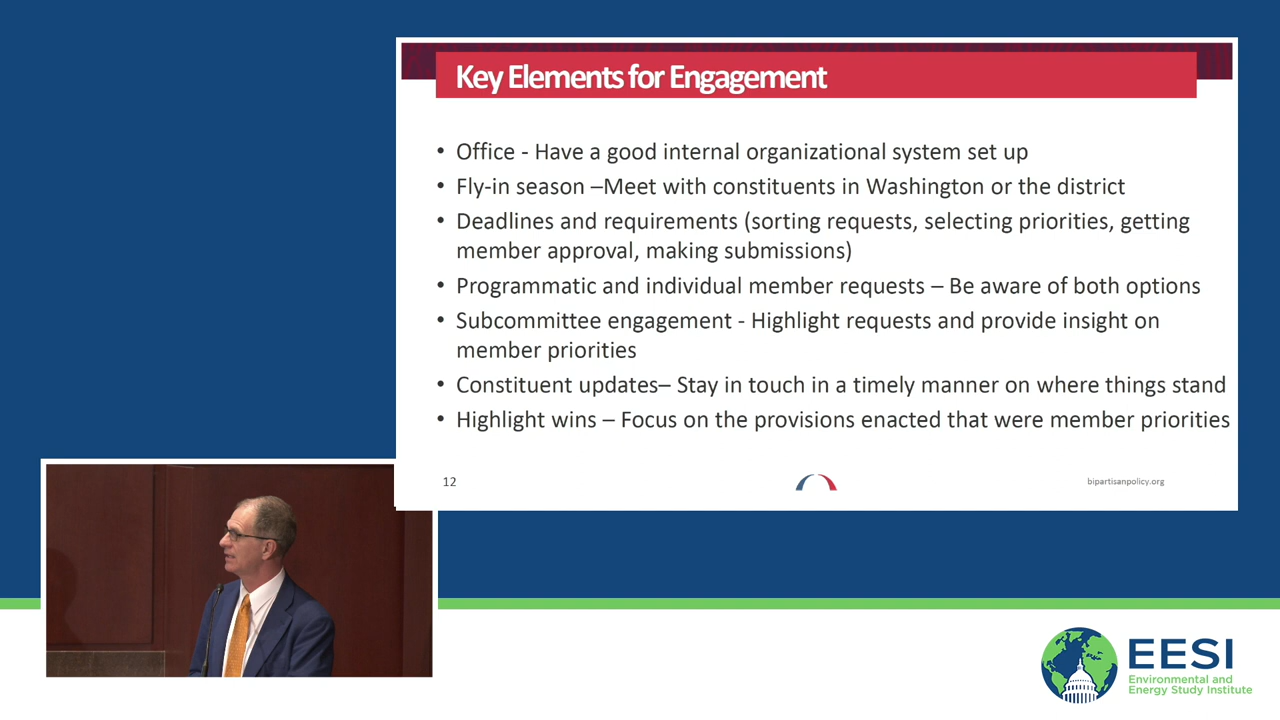 Key Elements for Engagement
• Office - Have a good internal organizational system set up
• Fly-in season –Meet with constituents in Washington or the district
• Deadlines and requirements (sorting requests, selecting priorities, getting
member approval, making submissions)
• Programmatic and individual member requests – Be aware of both options
• Subcommittee engagement - Highlight requests and provide insight on
member priorities
• Constituent updates– Stay in touch in a timely manner on where things stand
• Highlight wins – Focus on the provisions enacted that were member priorities
12
bipartisanpolicy.org
EESI
Environmental and
Energy Study Institute